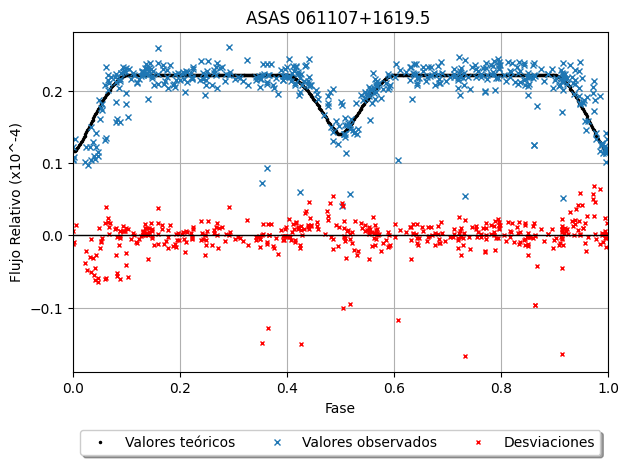 ASAS 061107+1619.5
Flujo Relativo (x10^-4)
0.2
0.1
0.0
−0.1
0.0 0.2 0.4 0.6 0.8 1.0
Fase
Valores teóricos Valores observados Desviaciones